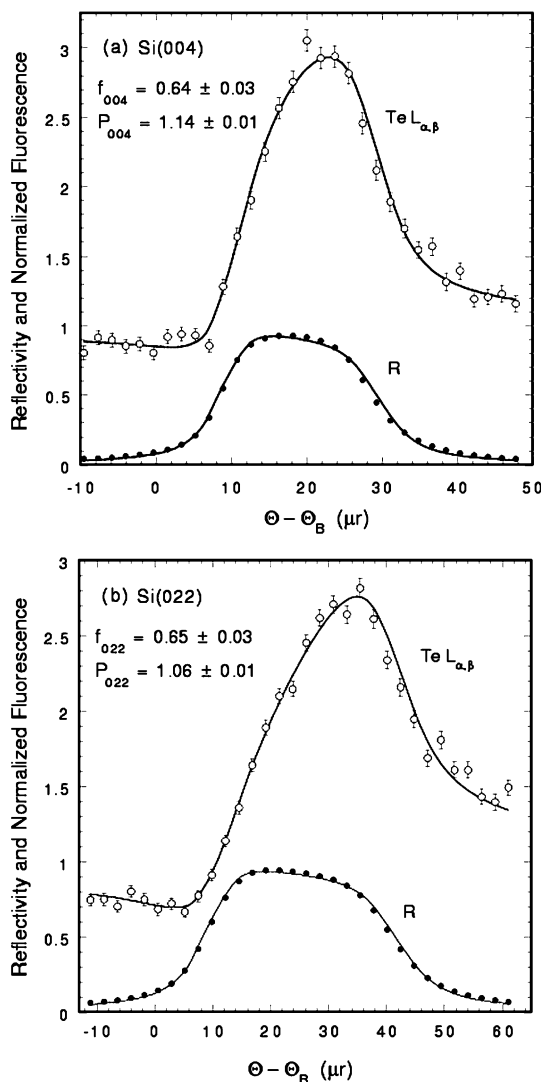 (a) Si(004)
f004 = 0.64 ± 0.03
P004 = 1.14 ± 0.01
Te Lα,β
R
Reflectivity and Normalized Fluorescence
3
2.5
2
1.5
1
0.5
0
-10 0 10 20 30 40 50
Θ − ΘB (μr)
(b) Si(022)
f022 = 0.65 ± 0.03
P022 = 1.06 ± 0.01
Te Lα,β
R
Reflectivity and Normalized Fluorescence
3
2.5
2
1.5
1
0.5
0
-10 0 10 20 30 40 50 60
Θ − ΘB (μr)